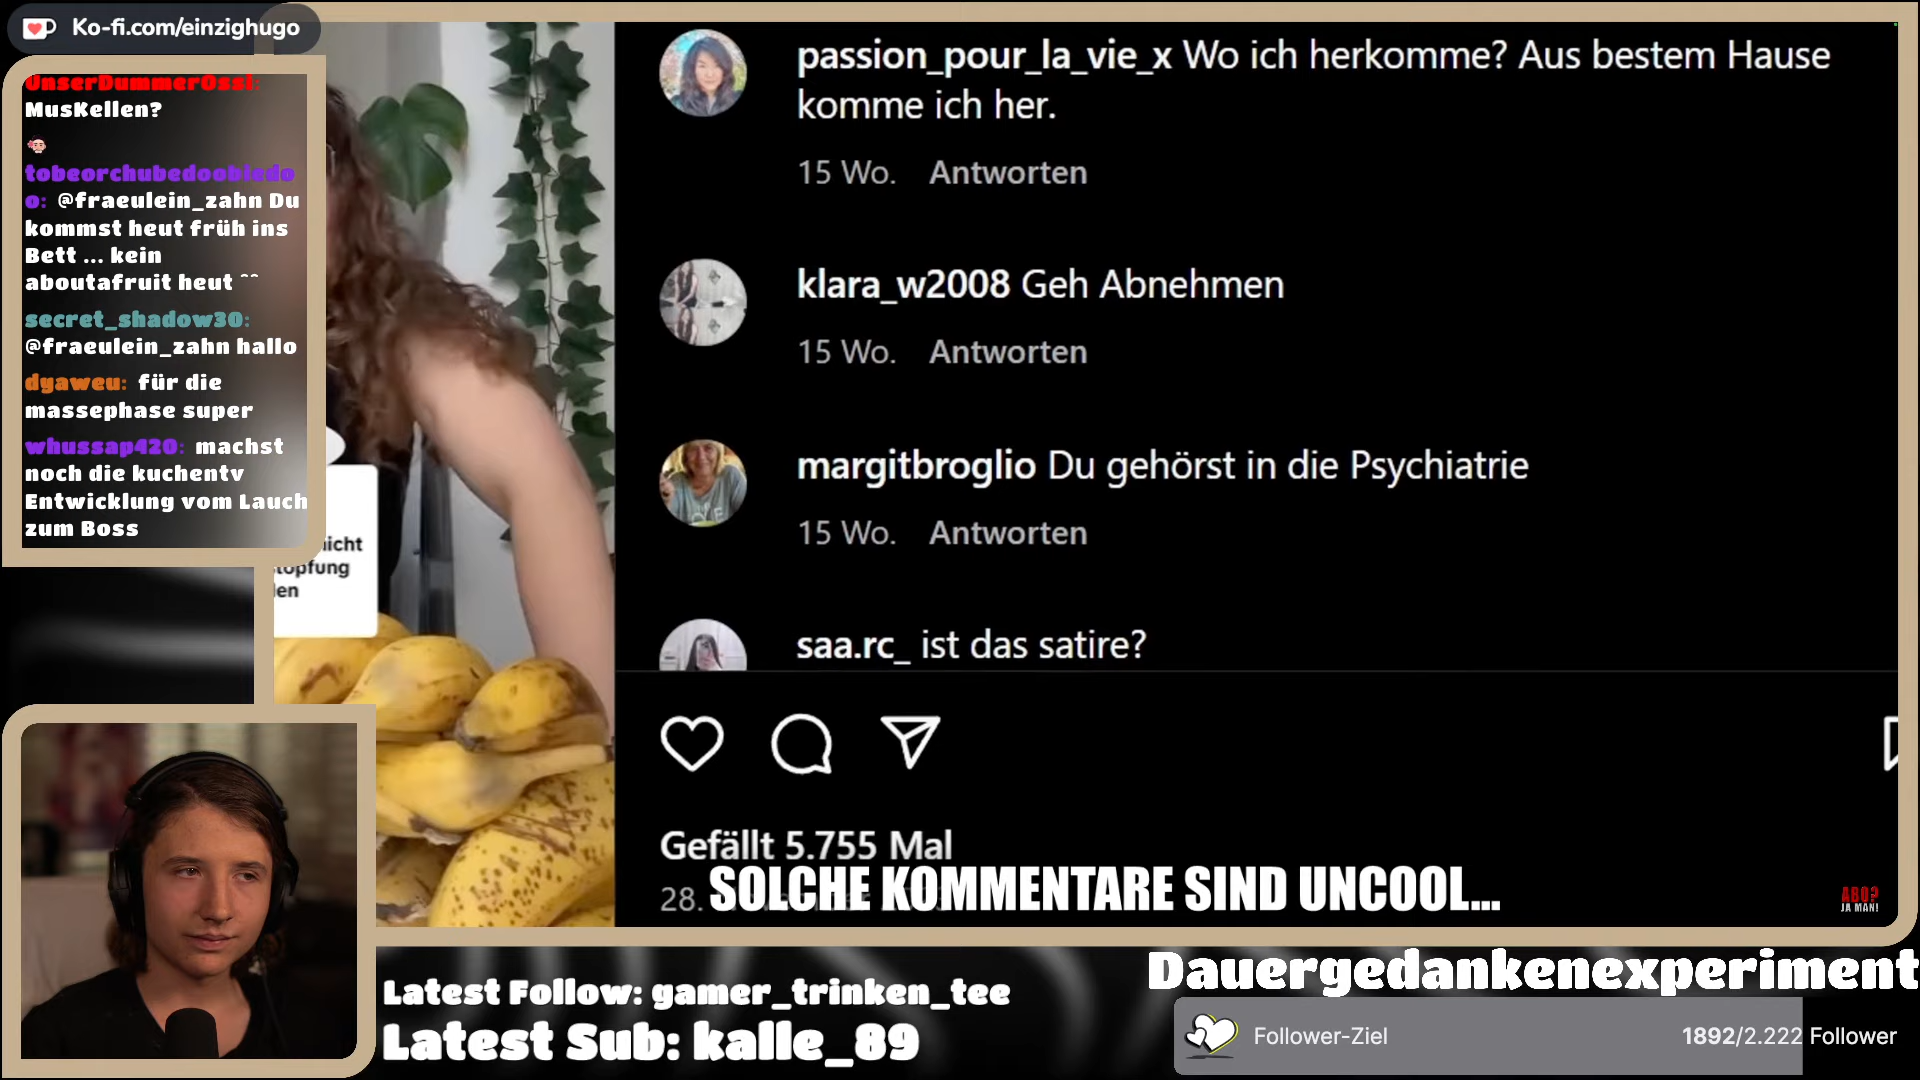 Ko-fi.com/einzighugo
UnserDummerOssi:
MusKellen?
tobeorchubedoobledo
o: @fraeulein_zahn Du
kommst heut früh ins
Bett ... kein
aboutafruit heut ^^
secret_shadow30:
@fraeulein_zahn hallo
dgaweu: für die
massephase super
whussap420: machst
noch die kuchentv
Entwicklung vom Lauch
zum Boss
passion_pour_la_vie_x Wo ich herkomme? Aus bestem Hause
komme ich her.
15 Wo. Antworten
klara_w2008 Geh Abnehmen
15 Wo. Antworten
margitbroglio Du gehörst in die Psychiatrie
15 Wo. Antworten
saa.rc_ ist das satire?
Gefällt 5.755 Mal
28.
SOLCHE KOMMENTARE SIND UNCOOL...
ABO?
JA MAN!
Latest Follow: gamer_trinken_tee
Latest Sub: kalle_89
Dauergedankenexperiment
Follower-Ziel
1892/2.222 Follower